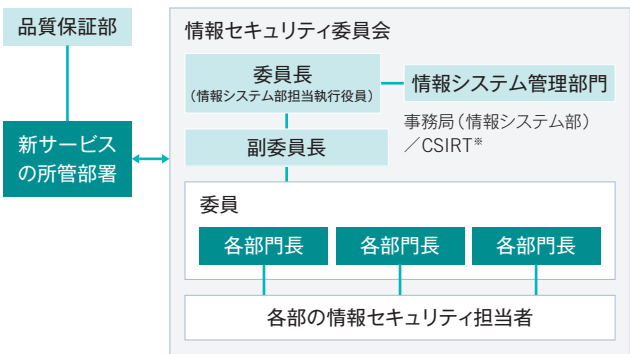 品質保証部
新サービス
の所管部署
情報セキュリティ委員会
委員長
（情報システム部担当執行役員）
情報システム管理部門
事務局（情報システム部）
／CSIRT※
副委員長
委員
各部門長
各部門長
各部門長
各部の情報セキュリティ担当者